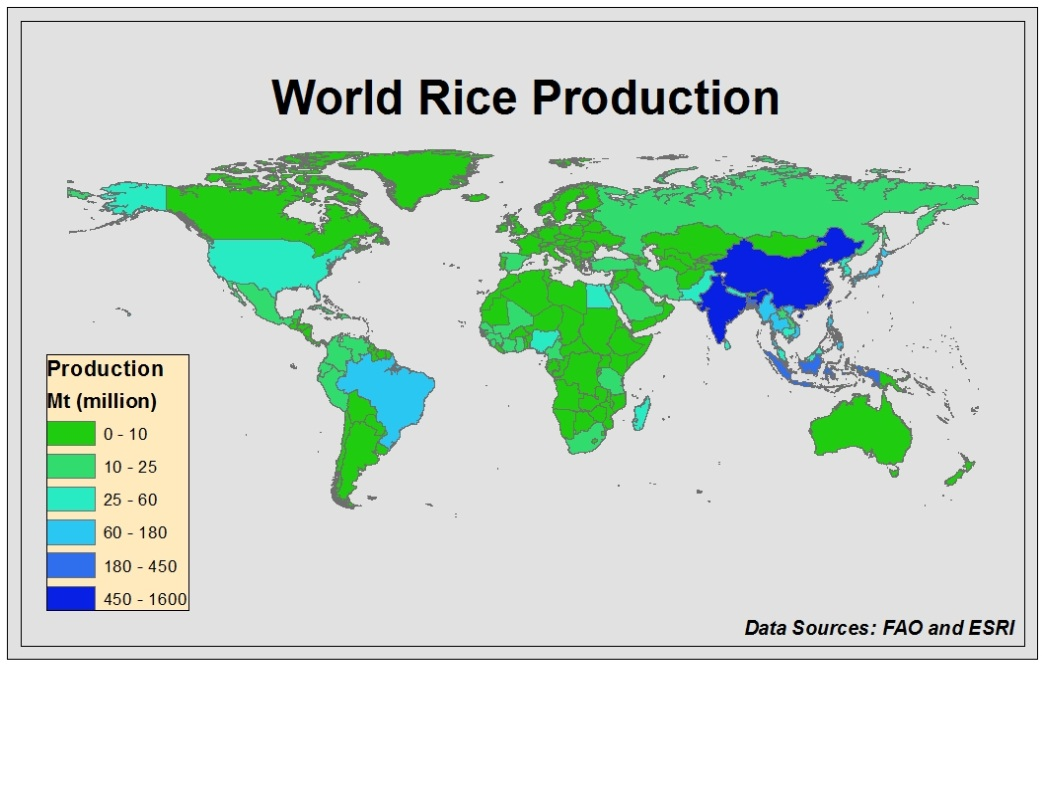 World Rice Production
Production
Mt (million)
0 - 10
10 - 25
25 - 60
60 - 180
180 - 450
450 - 1600
Data Sources: FAO and ESRI